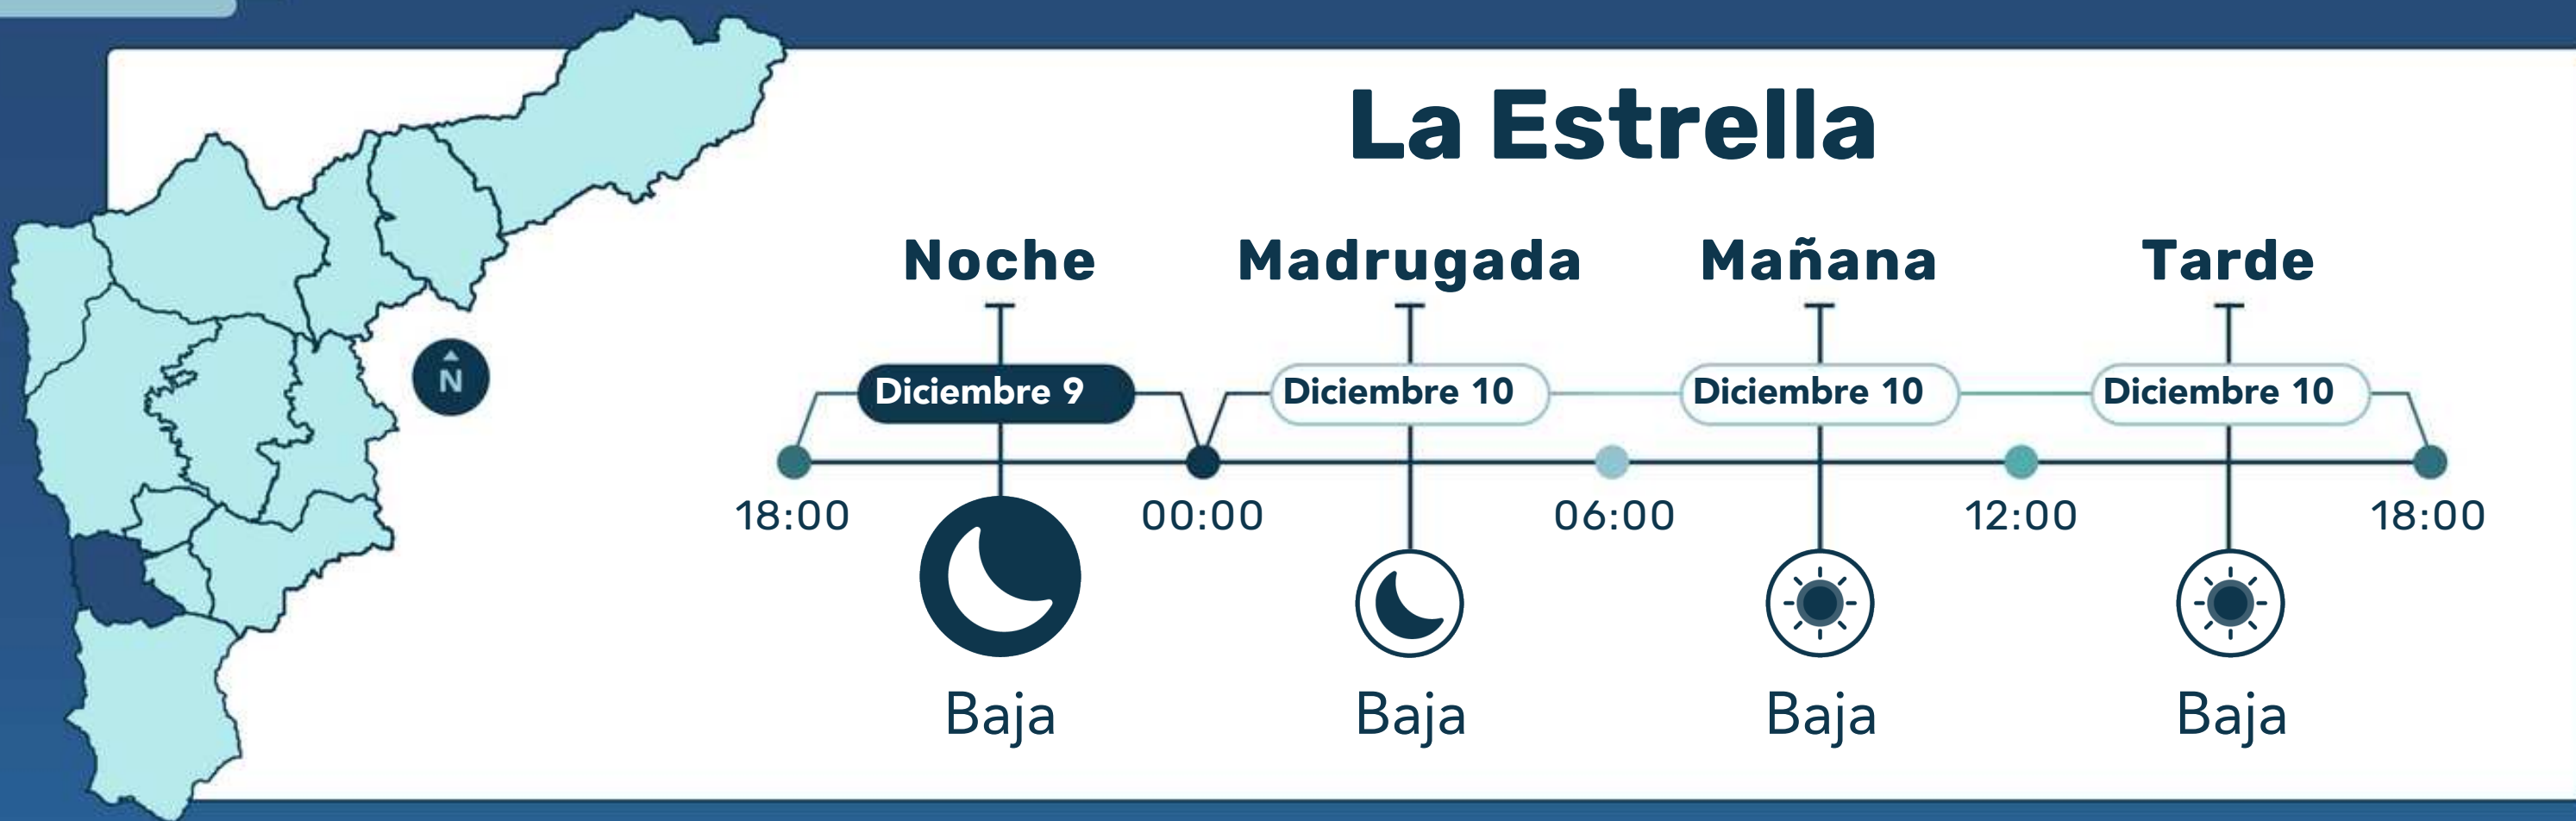 La Estrella
Noche Madrugada Mañana Tarde
N
Diciembre 9 Diciembre 10 Diciembre 10 Diciembre 10
18:00 00:00 06:00 12:00 18:00
Baja Baja Baja Baja